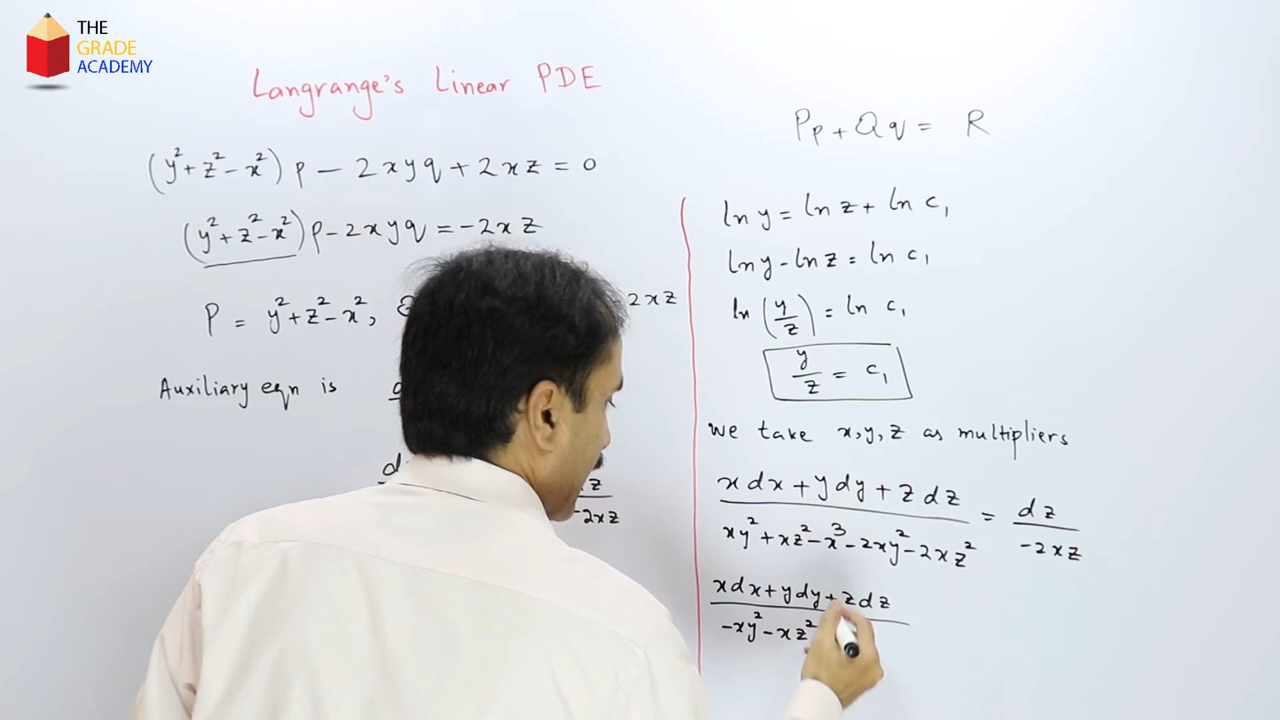 THE
GRADE
ACADEMY
Langrange's Linear PDE
(y² + z² - x²) p - 2xyq + 2xz = 0
(y² + z² - x²) p - 2xyq = -2xz
P = y² + z² - x², 2xz
Auxiliary eqn is
-2xz
Pp + Qq = R
ln y = ln z + ln c₁
ln y - ln z = ln c₁
ln (y/z) = ln c₁
y/z = c₁
we take x, y, z as multipliers
x dx + y dy + z dz = dz
xy² + xz² - x³ - 2xy² - 2xz² -2xz
x dx + y dy + z dz
-xy² - xz²